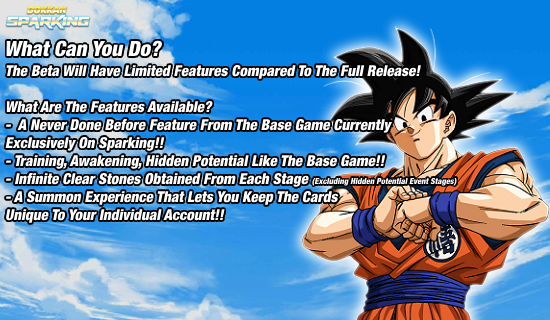 DOKKAN
SPARKING
What Can You Do?
The Beta Will Have Limited Features Compared To The Full Release!
What Are The Features Available?
- A Never Done Before Feature From The Base Game Currently
Exclusively On Sparking!!
- Training, Awakening, Hidden Potential Like The Base Game!!
- Infinite Clear Stones Obtained From Each Stage (Excluding Hidden Potential Event Stages)
- A Summon Experience That Lets You Keep The Cards
Unique To Your Individual Account!!
悟